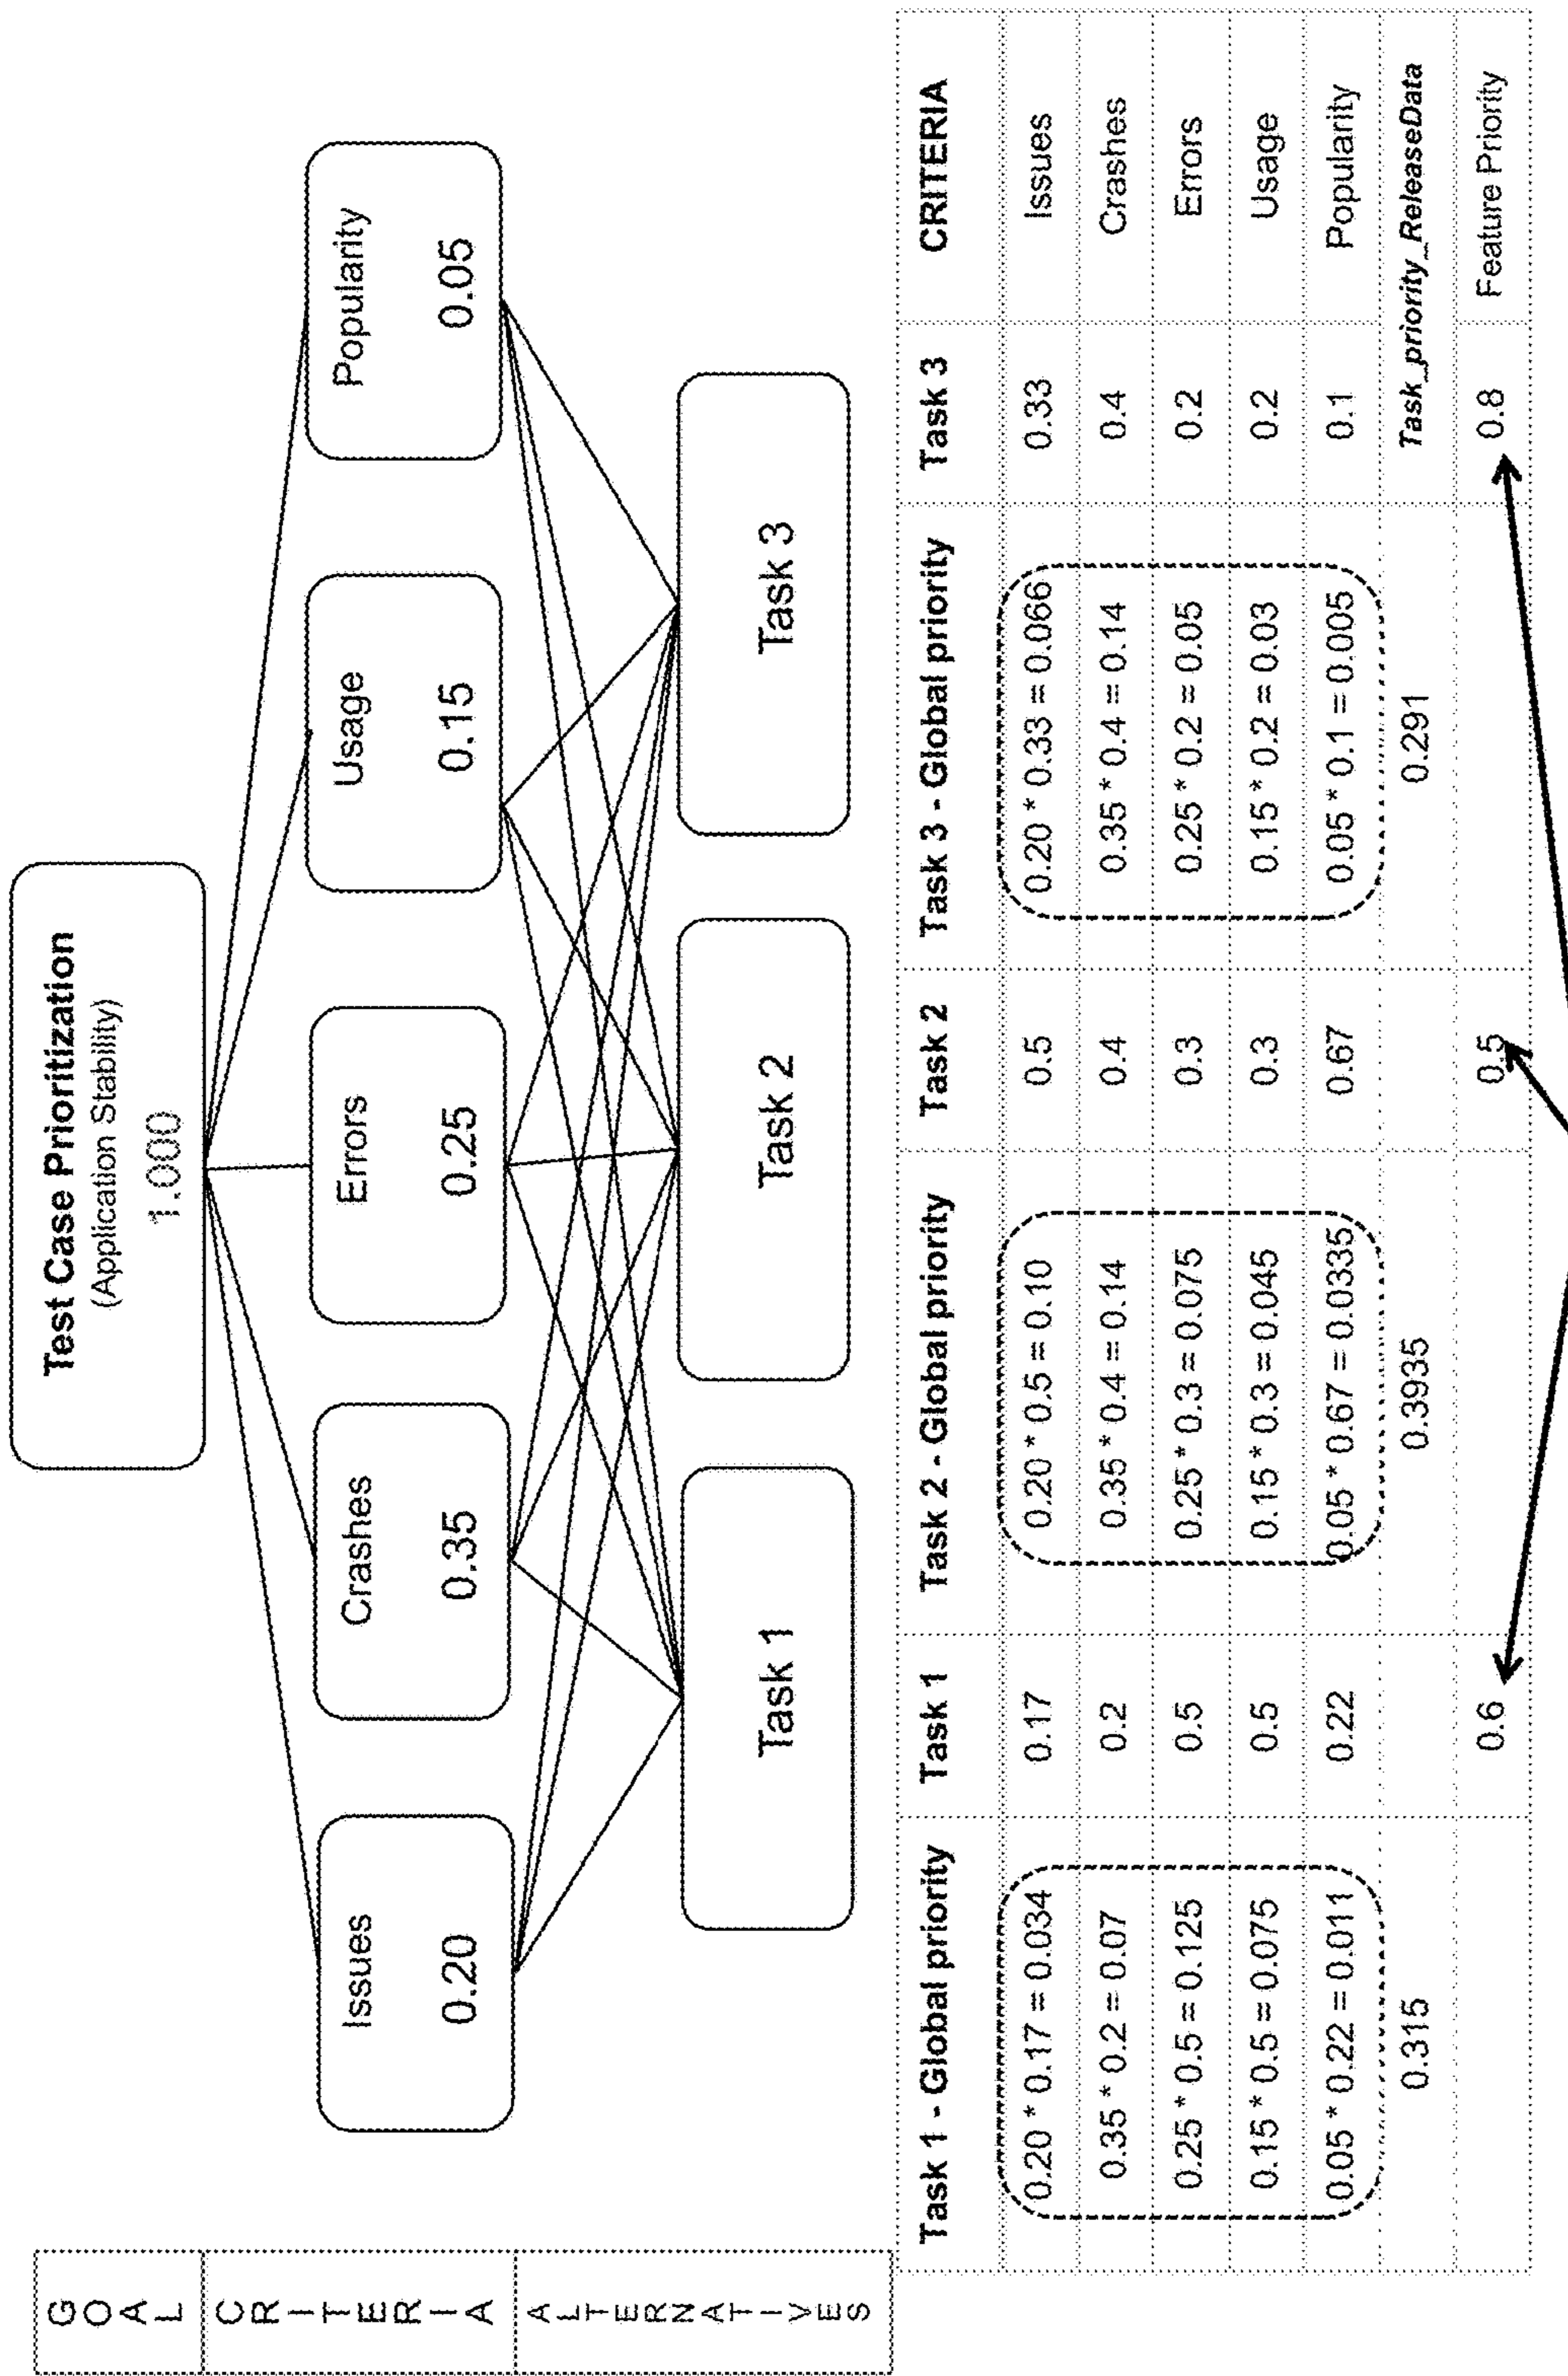 GOAL
CRITERIA
ALTERNATIVES
Test Case Prioritization
(Application Stability)
1.000
Issues
0.20
Crashes
0.35
Errors
0.25
Usage
0.15
Popularity
0.05
Task 1
Task 2
Task 3
Task 1 - Global priority Task 1 Task 2 - Global priority Task 2 Task 3 - Global priority Task 3 CRITERIA
0.20 * 0.17 = 0.034 0.17 0.20 * 0.5 = 0.10 0.5 0.20 * 0.33 = 0.066 0.33 Issues
0.35 * 0.2 = 0.07 0.2 0.35 * 0.4 = 0.14 0.4 0.35 * 0.4 = 0.14 0.4 Crashes
0.25 * 0.5 = 0.125 0.5 0.25 * 0.3 = 0.075 0.3 0.25 * 0.2 = 0.05 0.2 Errors
0.15 * 0.5 = 0.075 0.5 0.15 * 0.3 = 0.045 0.3 0.15 * 0.2 = 0.03 0.2 Usage
0.05 * 0.22 = 0.011 0.22 0.05 * 0.67 = 0.0335 0.67 0.05 * 0.1 = 0.005 0.1 Popularity
0.315 0.3935 0.291 Task_priority_ReleaseData
0.6 0.5 0.8 Feature Priority